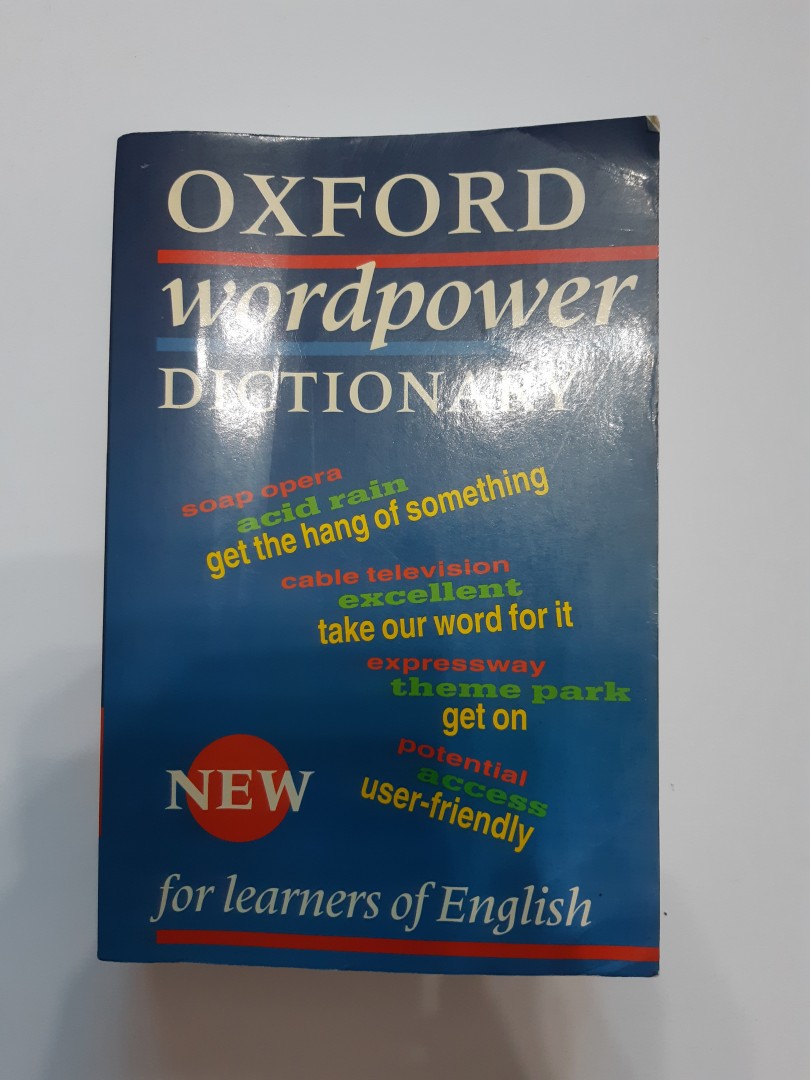 OXFORD
wordpower
DICTIONARY
soap opera
acid rain
get the hang of something
cable television
excellent
take our word for it
expressway
theme park
get on
potential
access
user-friendly
NEW
for learners of English